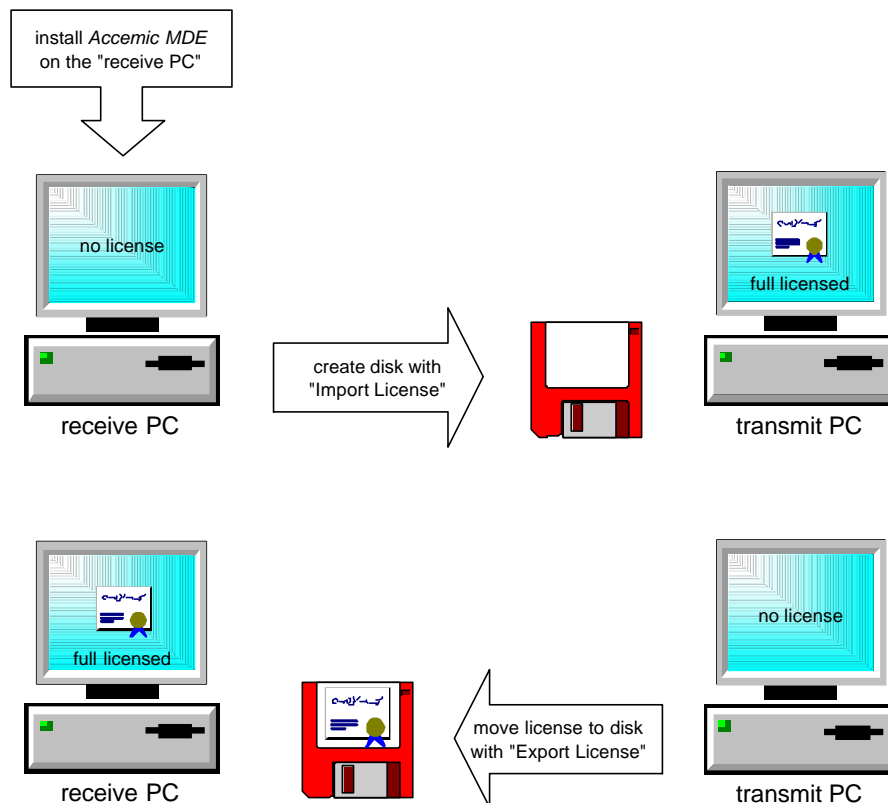 install Accemic MDE
on the "receive PC"
no license
full licensed
create disk with
"Import License"
receive PC
transmit PC
full licensed
no license
move license to disk
with "Export License"
receive PC
transmit PC